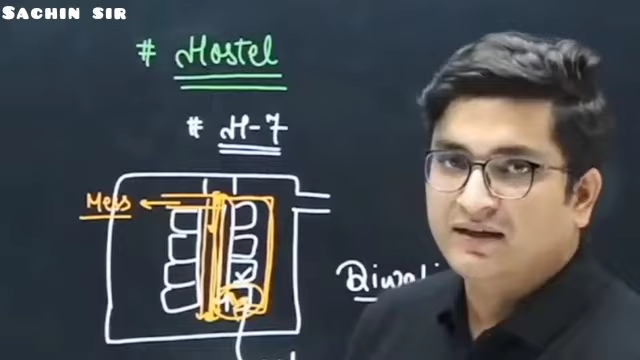 SACHIN SIR
# Hostel
# H-7
Mess
Diwali